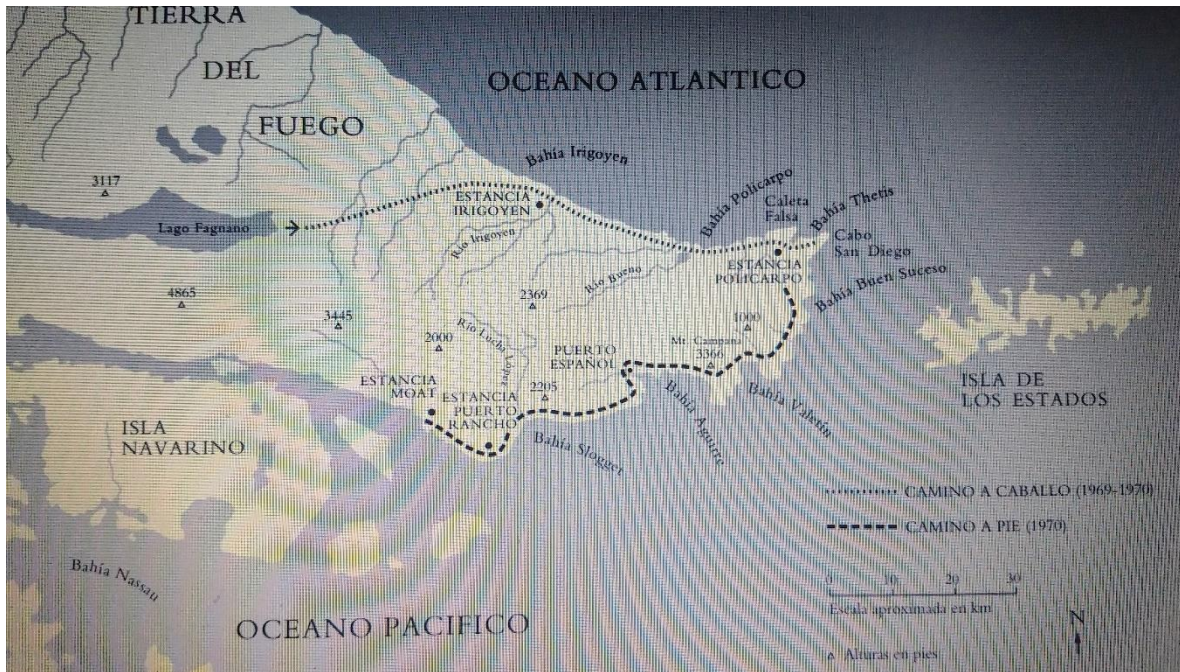 TIERRA
DEL
FUEGO
OCEANO ATLANTICO
Bahía Irigoyen
3117
ESTANCIA
IRIGOYEN
Bahía Policarpo
Caleta
Falsa
Bahía Thetis
Lago Fagnano
Río Irigoyen
Cabo
San Diego
ESTANCIA
POLICARPO
Río Bueno
Bahía Buen Suceso
4865
2369
3445
2000
Río Lucha López
1000
Mt. Campana
3366
PUERTO
ESPAÑOL
ESTANCIA
MOAT
ESTANCIA
PUERTO
RANCHO
2205
ISLA DE
LOS ESTADOS
Bahía Valetín
Bahía Aguirre
Bahía Slogget
ISLA
NAVARINO
CAMINO A CABALLO (1969-1970)
CAMINO A PIE (1970)
Bahía Nassau
0 10 20 30
Escala aproximada en km
OCEANO PACIFICO
N
Alturas en pies